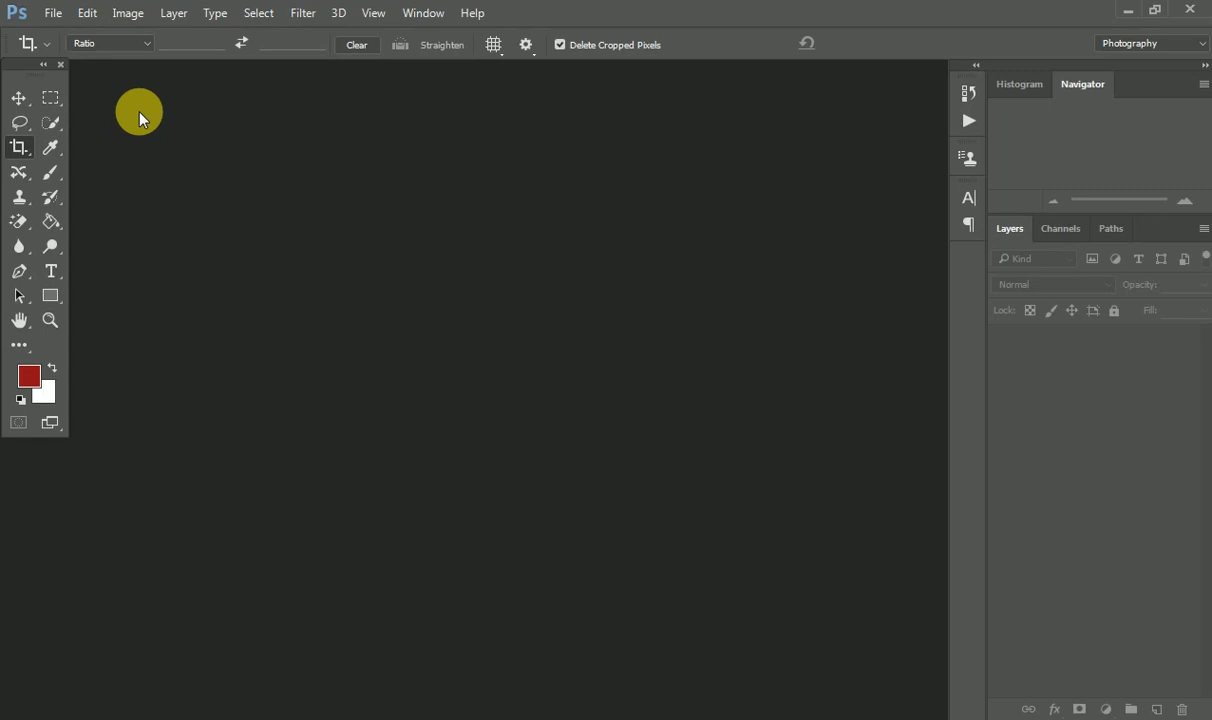 Ps File Edit Image Layer Type Select Filter 3D View Window Help
Ratio Clear Straighten Delete Cropped Pixels Photography
Histogram Navigator
Layers Channels Paths
Kind
Normal Opacity:
Lock: Fill: